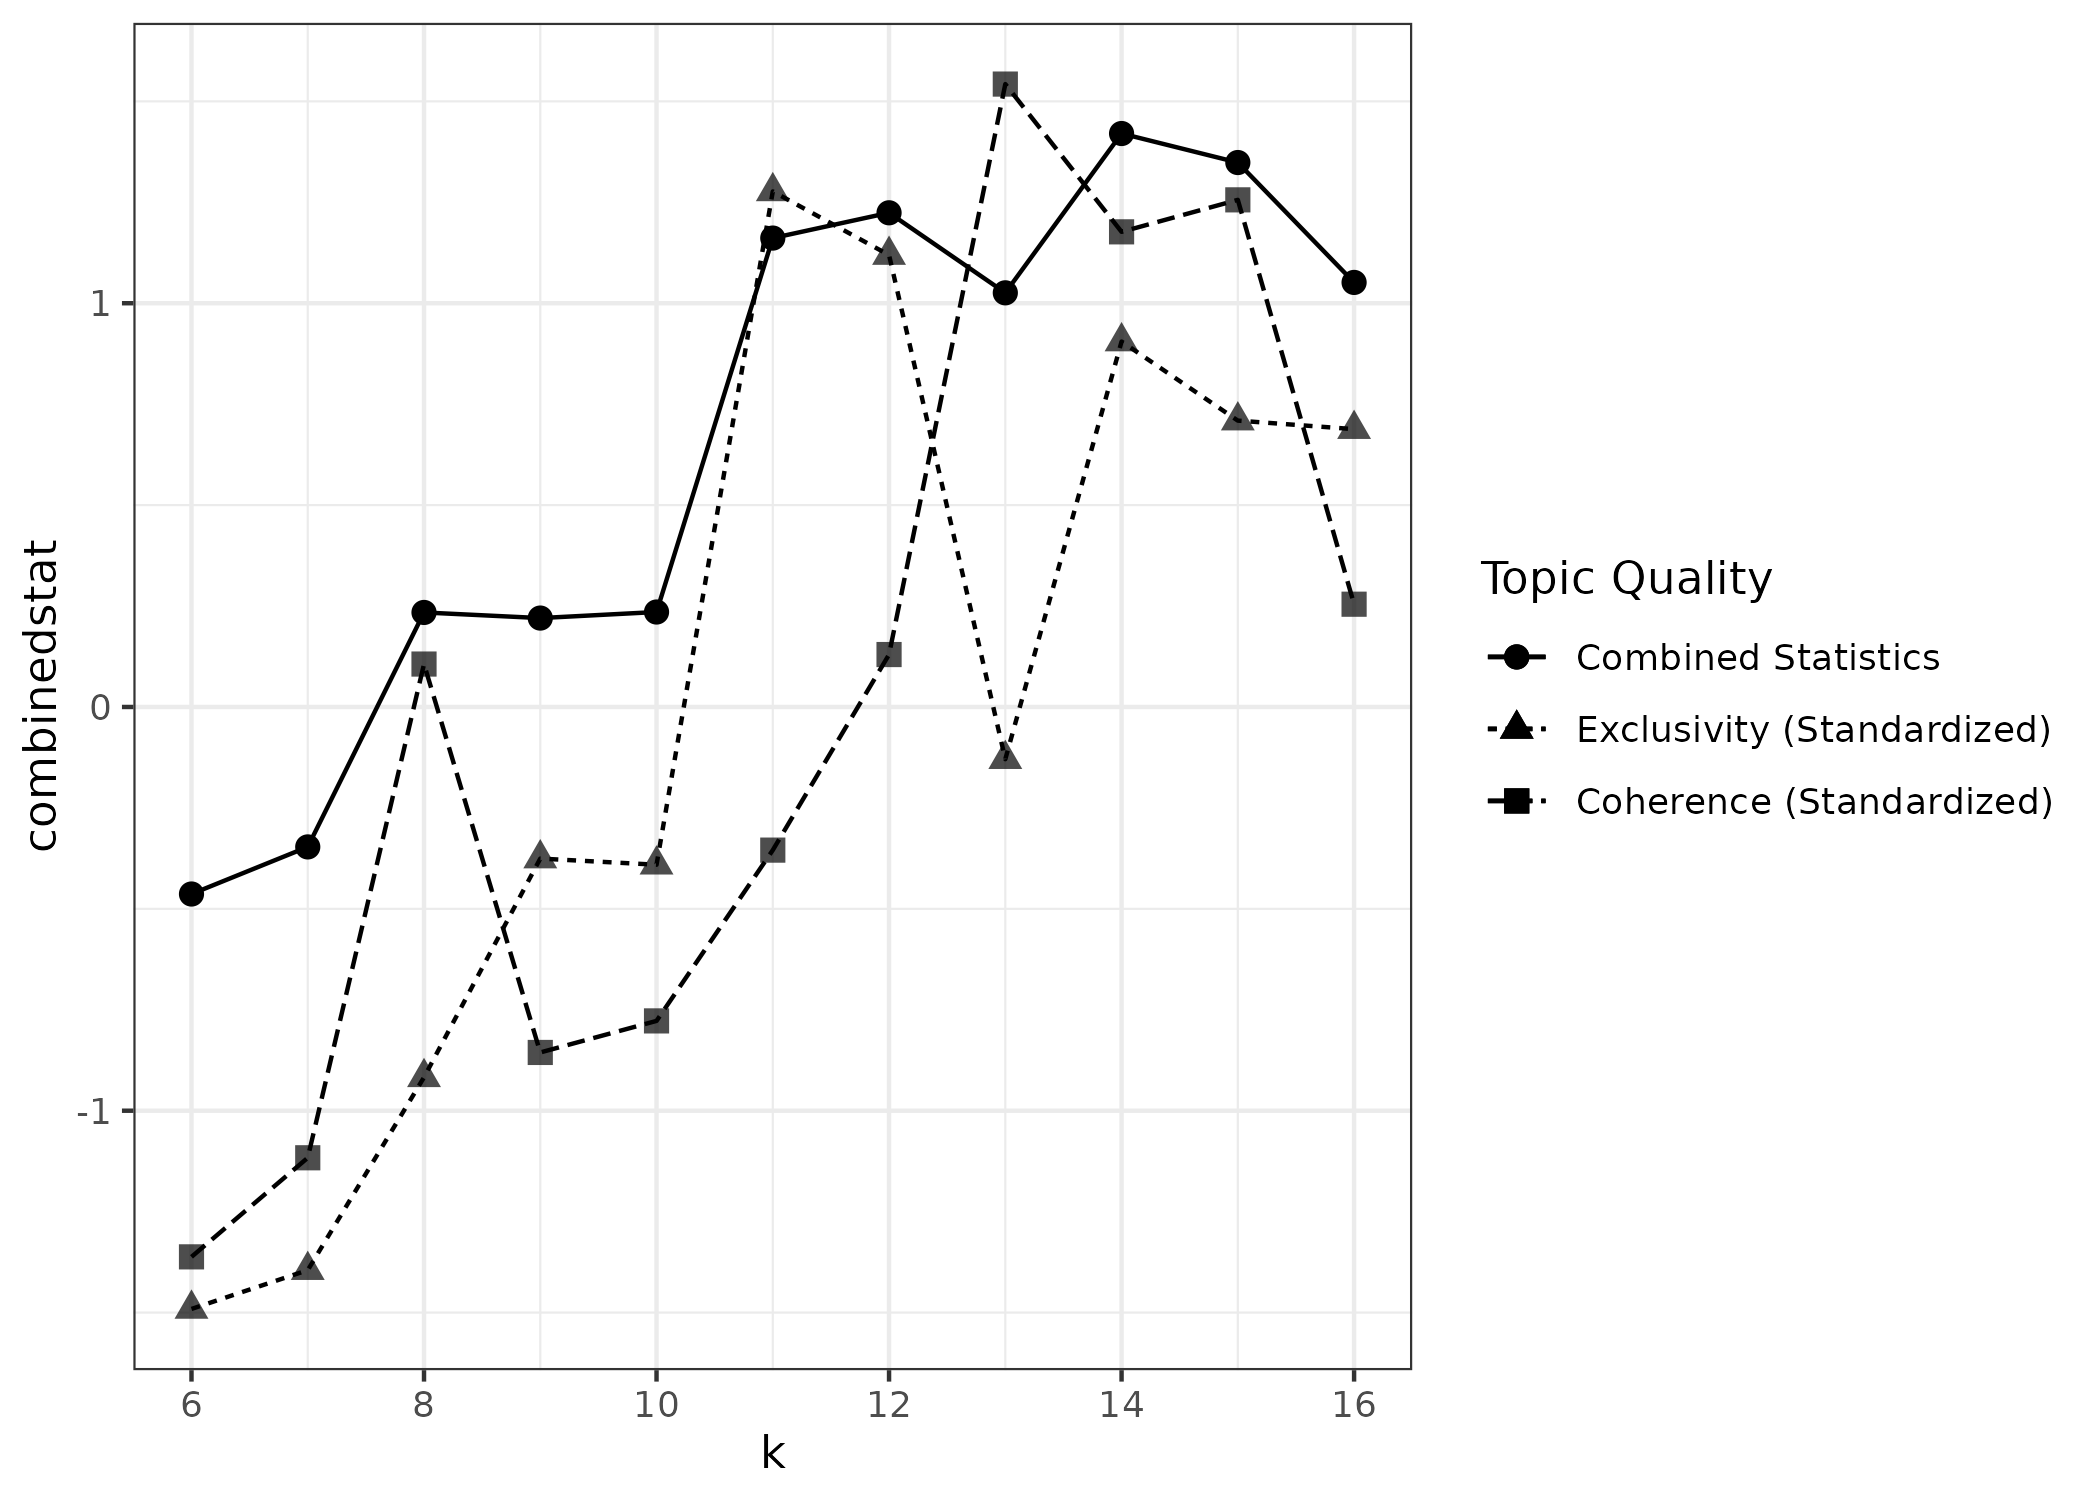 combinedstat
1
0
-1
6 8 10 12 14 16
k
Topic Quality
Combined Statistics
Exclusivity (Standardized)
Coherence (Standardized)